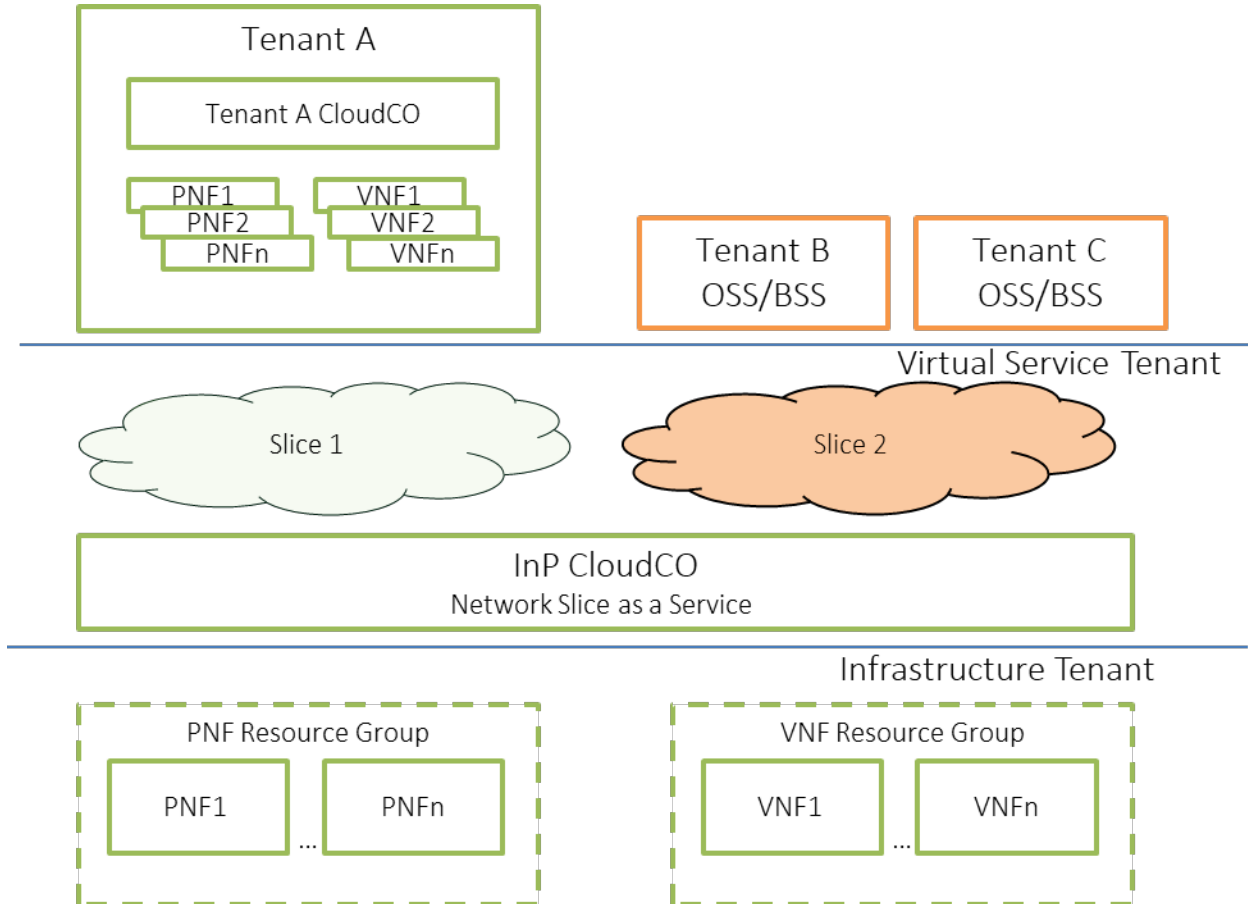 Tenant A
Tenant A CloudCO
PNF1
PNF2
PNFn
VNF1
VNF2
VNFn
Tenant B
OSS/BSS
Tenant C
OSS/BSS
Virtual Service Tenant
Slice 1
Slice 2
InP CloudCO
Network Slice as a Service
Infrastructure Tenant
PNF Resource Group
PNF1
...
PNFn
VNF Resource Group
VNF1
...
VNFn